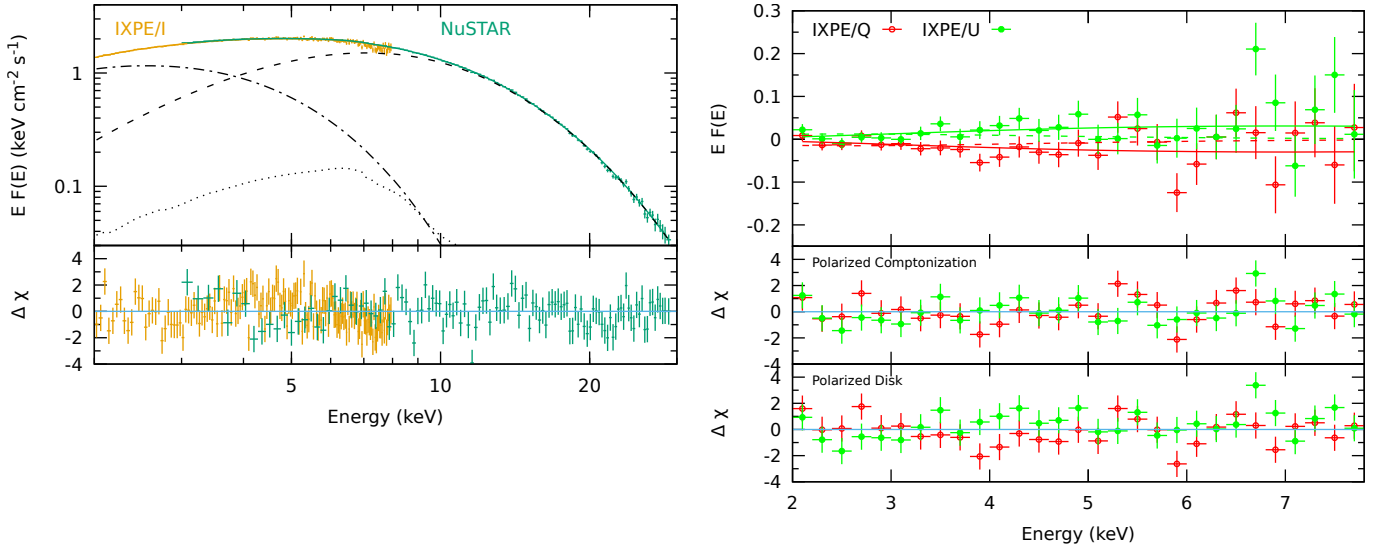 IXPE/I NuSTAR
E F(E) (keV cm-2 s-1)
1
0.1
Δ χ
4
2
0
-2
-4
5 10 20
Energy (keV)
IXPE/Q IXPE/U
E F(E)
0.3
0.2
0.1
0
-0.1
-0.2
Polarized Comptonization
Δ χ
4
2
0
-2
Polarized Disk
Δ χ
4
2
0
-2
-4
2 3 4 5 6 7
Energy (keV)